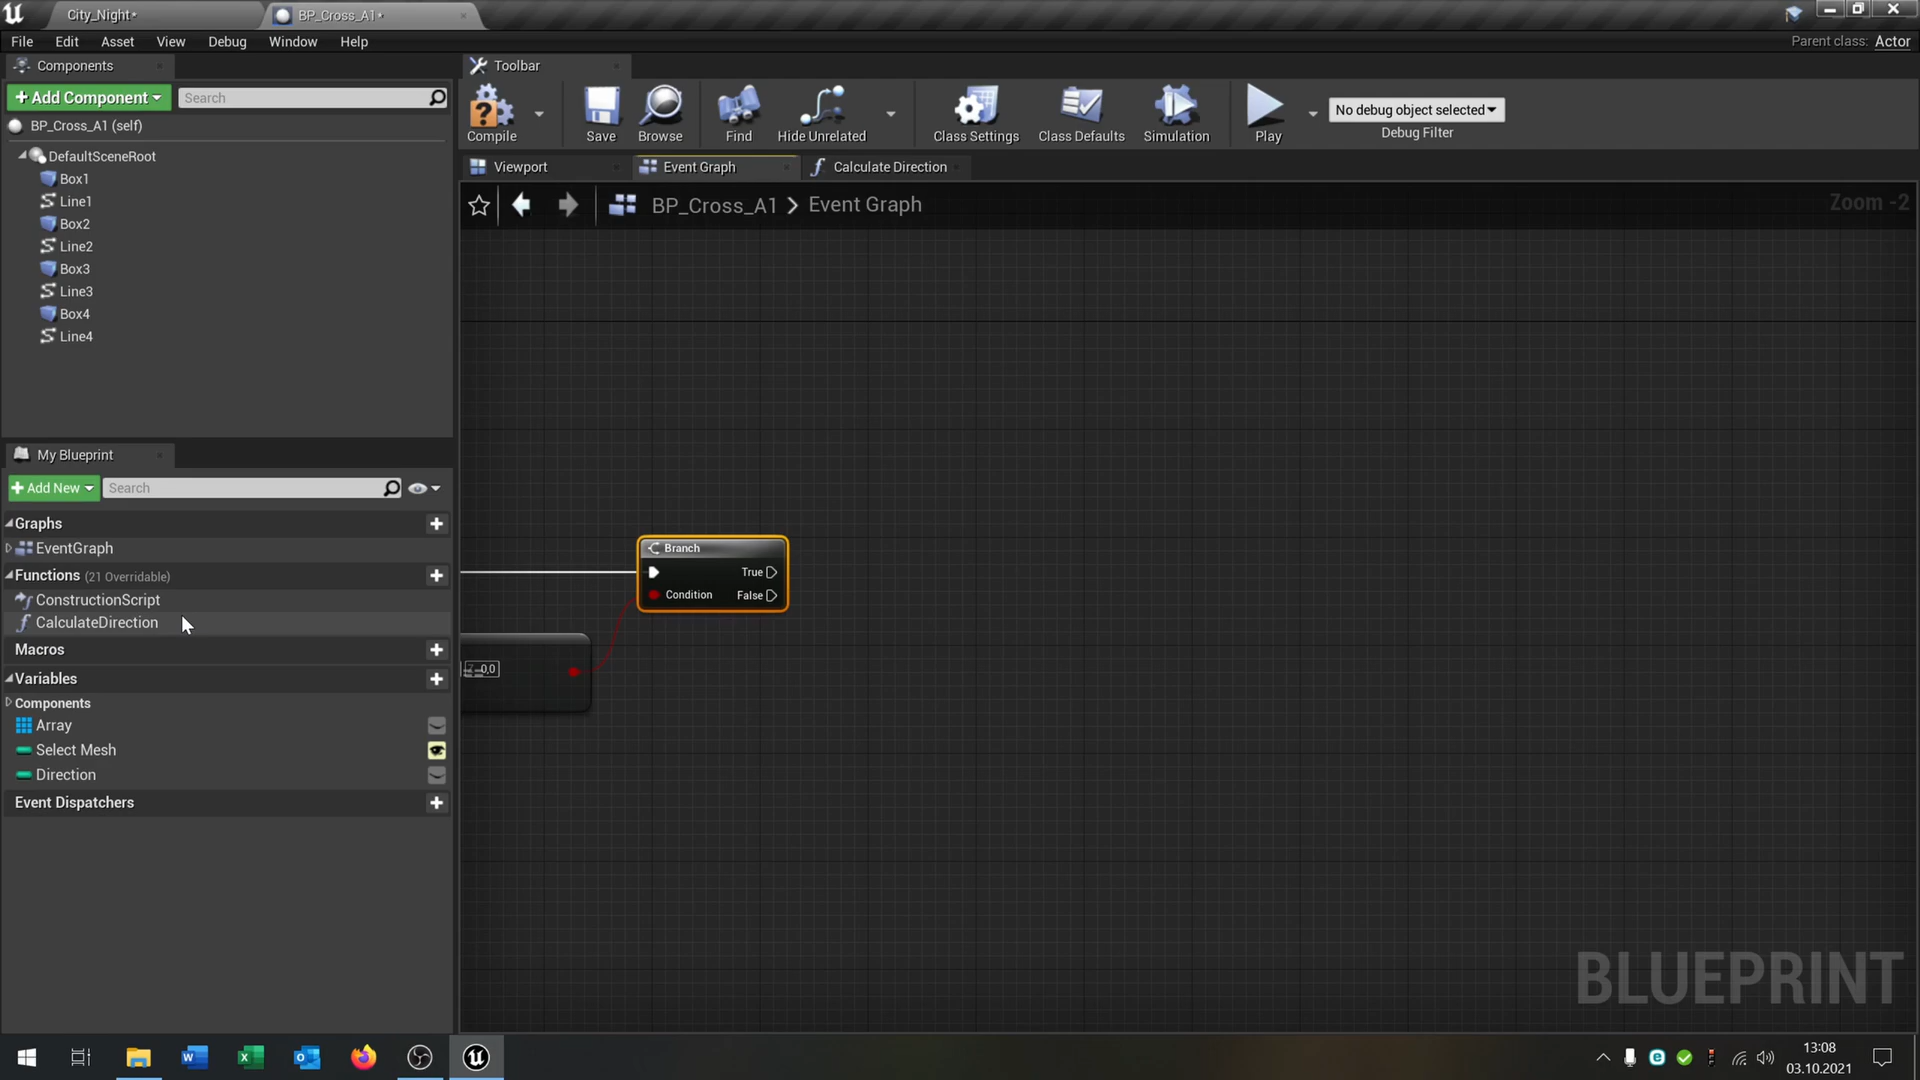 City_Night*
BP_Cross_A1*
File Edit Asset View Debug Window Help
Parent class: Actor
Components
Toolbar
+ Add Component
Search
BP_Cross_A1 (self)
DefaultSceneRoot
Box1
Line1
Box2
Line2
Box3
Line3
Box4
Line4
Compile
Save
Browse
Find
Hide Unrelated
Class Settings
Class Defaults
Simulation
Play
No debug object selected
Debug Filter
Viewport
Event Graph
Calculate Direction
BP_Cross_A1 > Event Graph
Zoom -2
My Blueprint
+ Add New
Search
Graphs
EventGraph
Functions (21 Overridable)
ConstructionScript
CalculateDirection
Macros
Variables
Components
Array
Select Mesh
Direction
Event Dispatchers
Branch
True
Condition
False
0,0
BLUEPRINT
13:08
03.10.2021